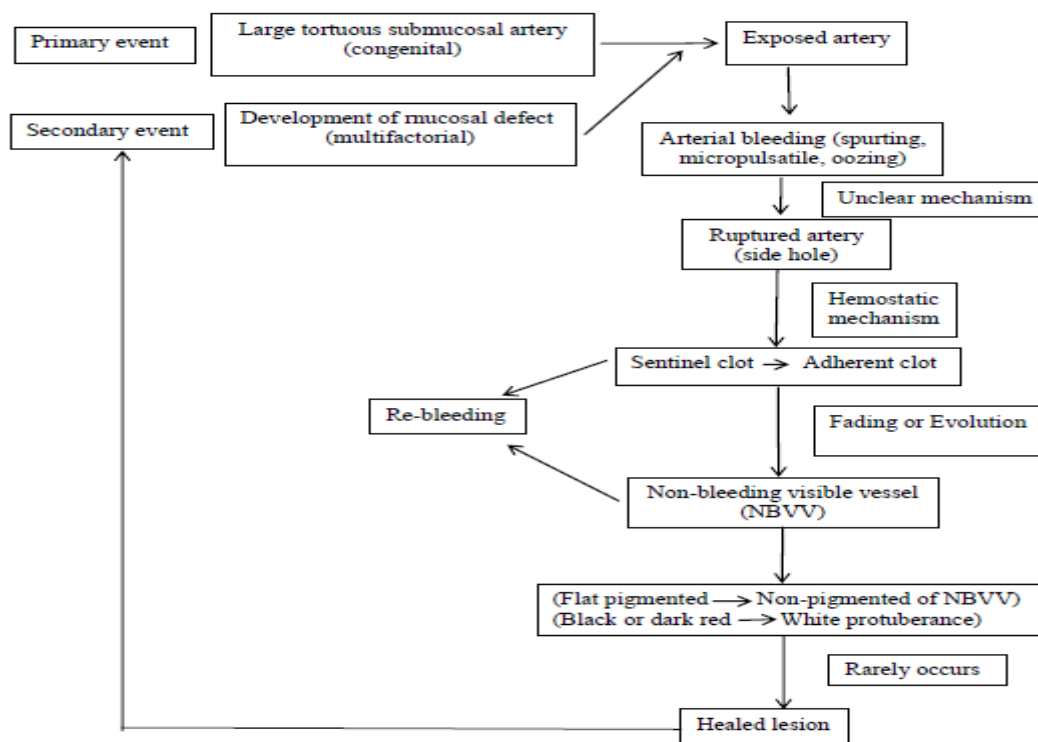 Primary event
Large tortuous submucosal artery
(congenital)
Exposed artery
Secondary event
Development of mucosal defect
(multifactorial)
Arterial bleeding (spurting,
micropulsatile, oozing)
Unclear mechanism
Ruptured artery
(side hole)
Hemostatic
mechanism
Sentinel clot → Adherent clot
Re-bleeding
Fading or Evolution
Non-bleeding visible vessel
(NBVV)
(Flat pigmented → Non-pigmented of NBVV)
(Black or dark red → White protuberance)
Rarely occurs
Healed lesion